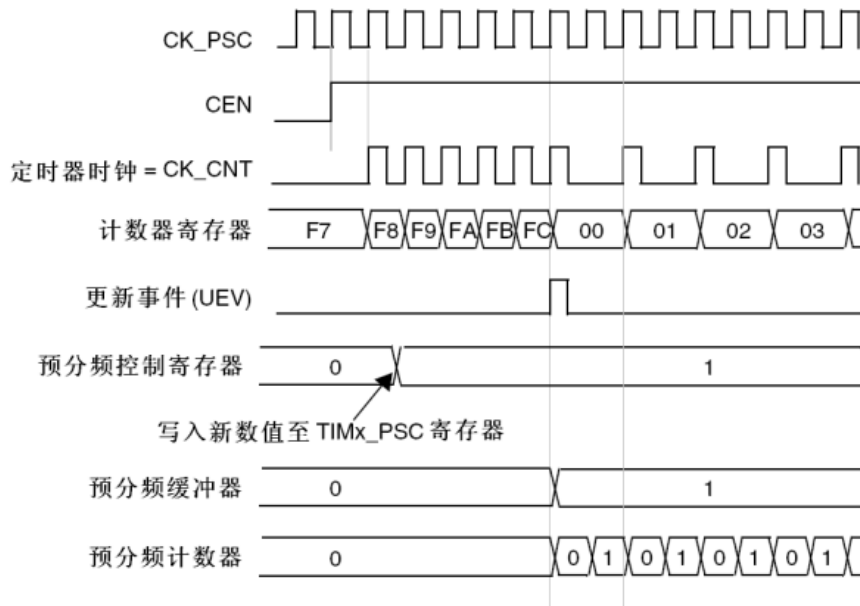 CK_PSC
CEN
定时器时钟 = CK_CNT
计数器寄存器 F7 F8 F9 FA FB FC 00 01 02 03
更新事件 (UEV)
预分频控制寄存器 0 1
写入新数值至 TIMx_PSC 寄存器
预分频缓冲器 0 1
预分频计数器 0 0 1 0 1 0 1 0 1